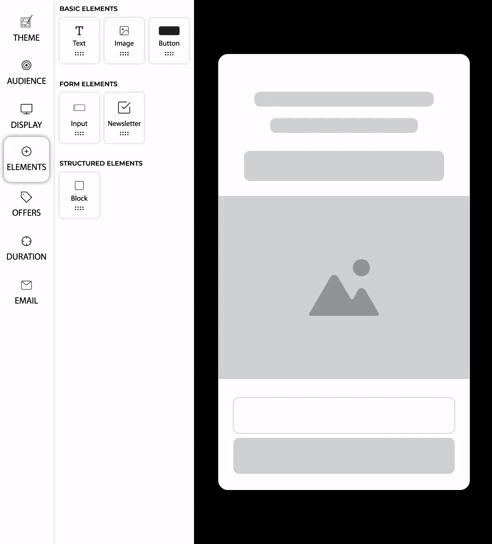 THEME
AUDIENCE
DISPLAY
ELEMENTS
OFFERS
DURATION
EMAIL
BASIC ELEMENTS
T
Text
Image
Button
FORM ELEMENTS
Input
Newsletter
STRUCTURED ELEMENTS
Block